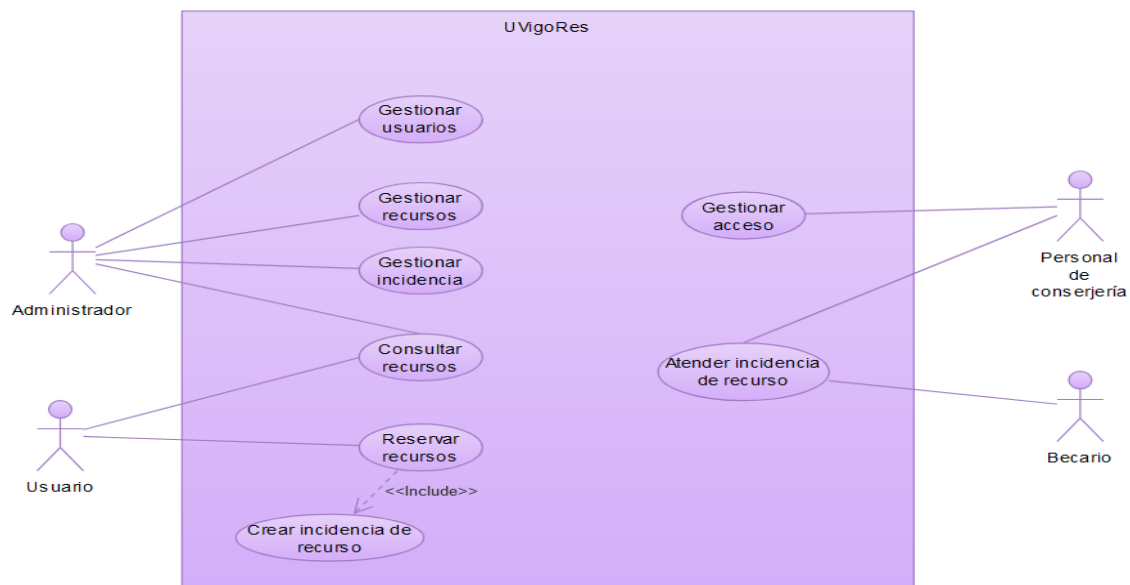 UVigoRes
Gestionar
usuarios
Gestionar
recursos
Gestionar
incidencia
Consultar
recursos
Reservar
recursos
<<Include>>
Crear incidencia de
recurso
Gestionar
acceso
Atender incidencia
de recurso
Administrador
Usuario
Personal
de
conserjería
Becario